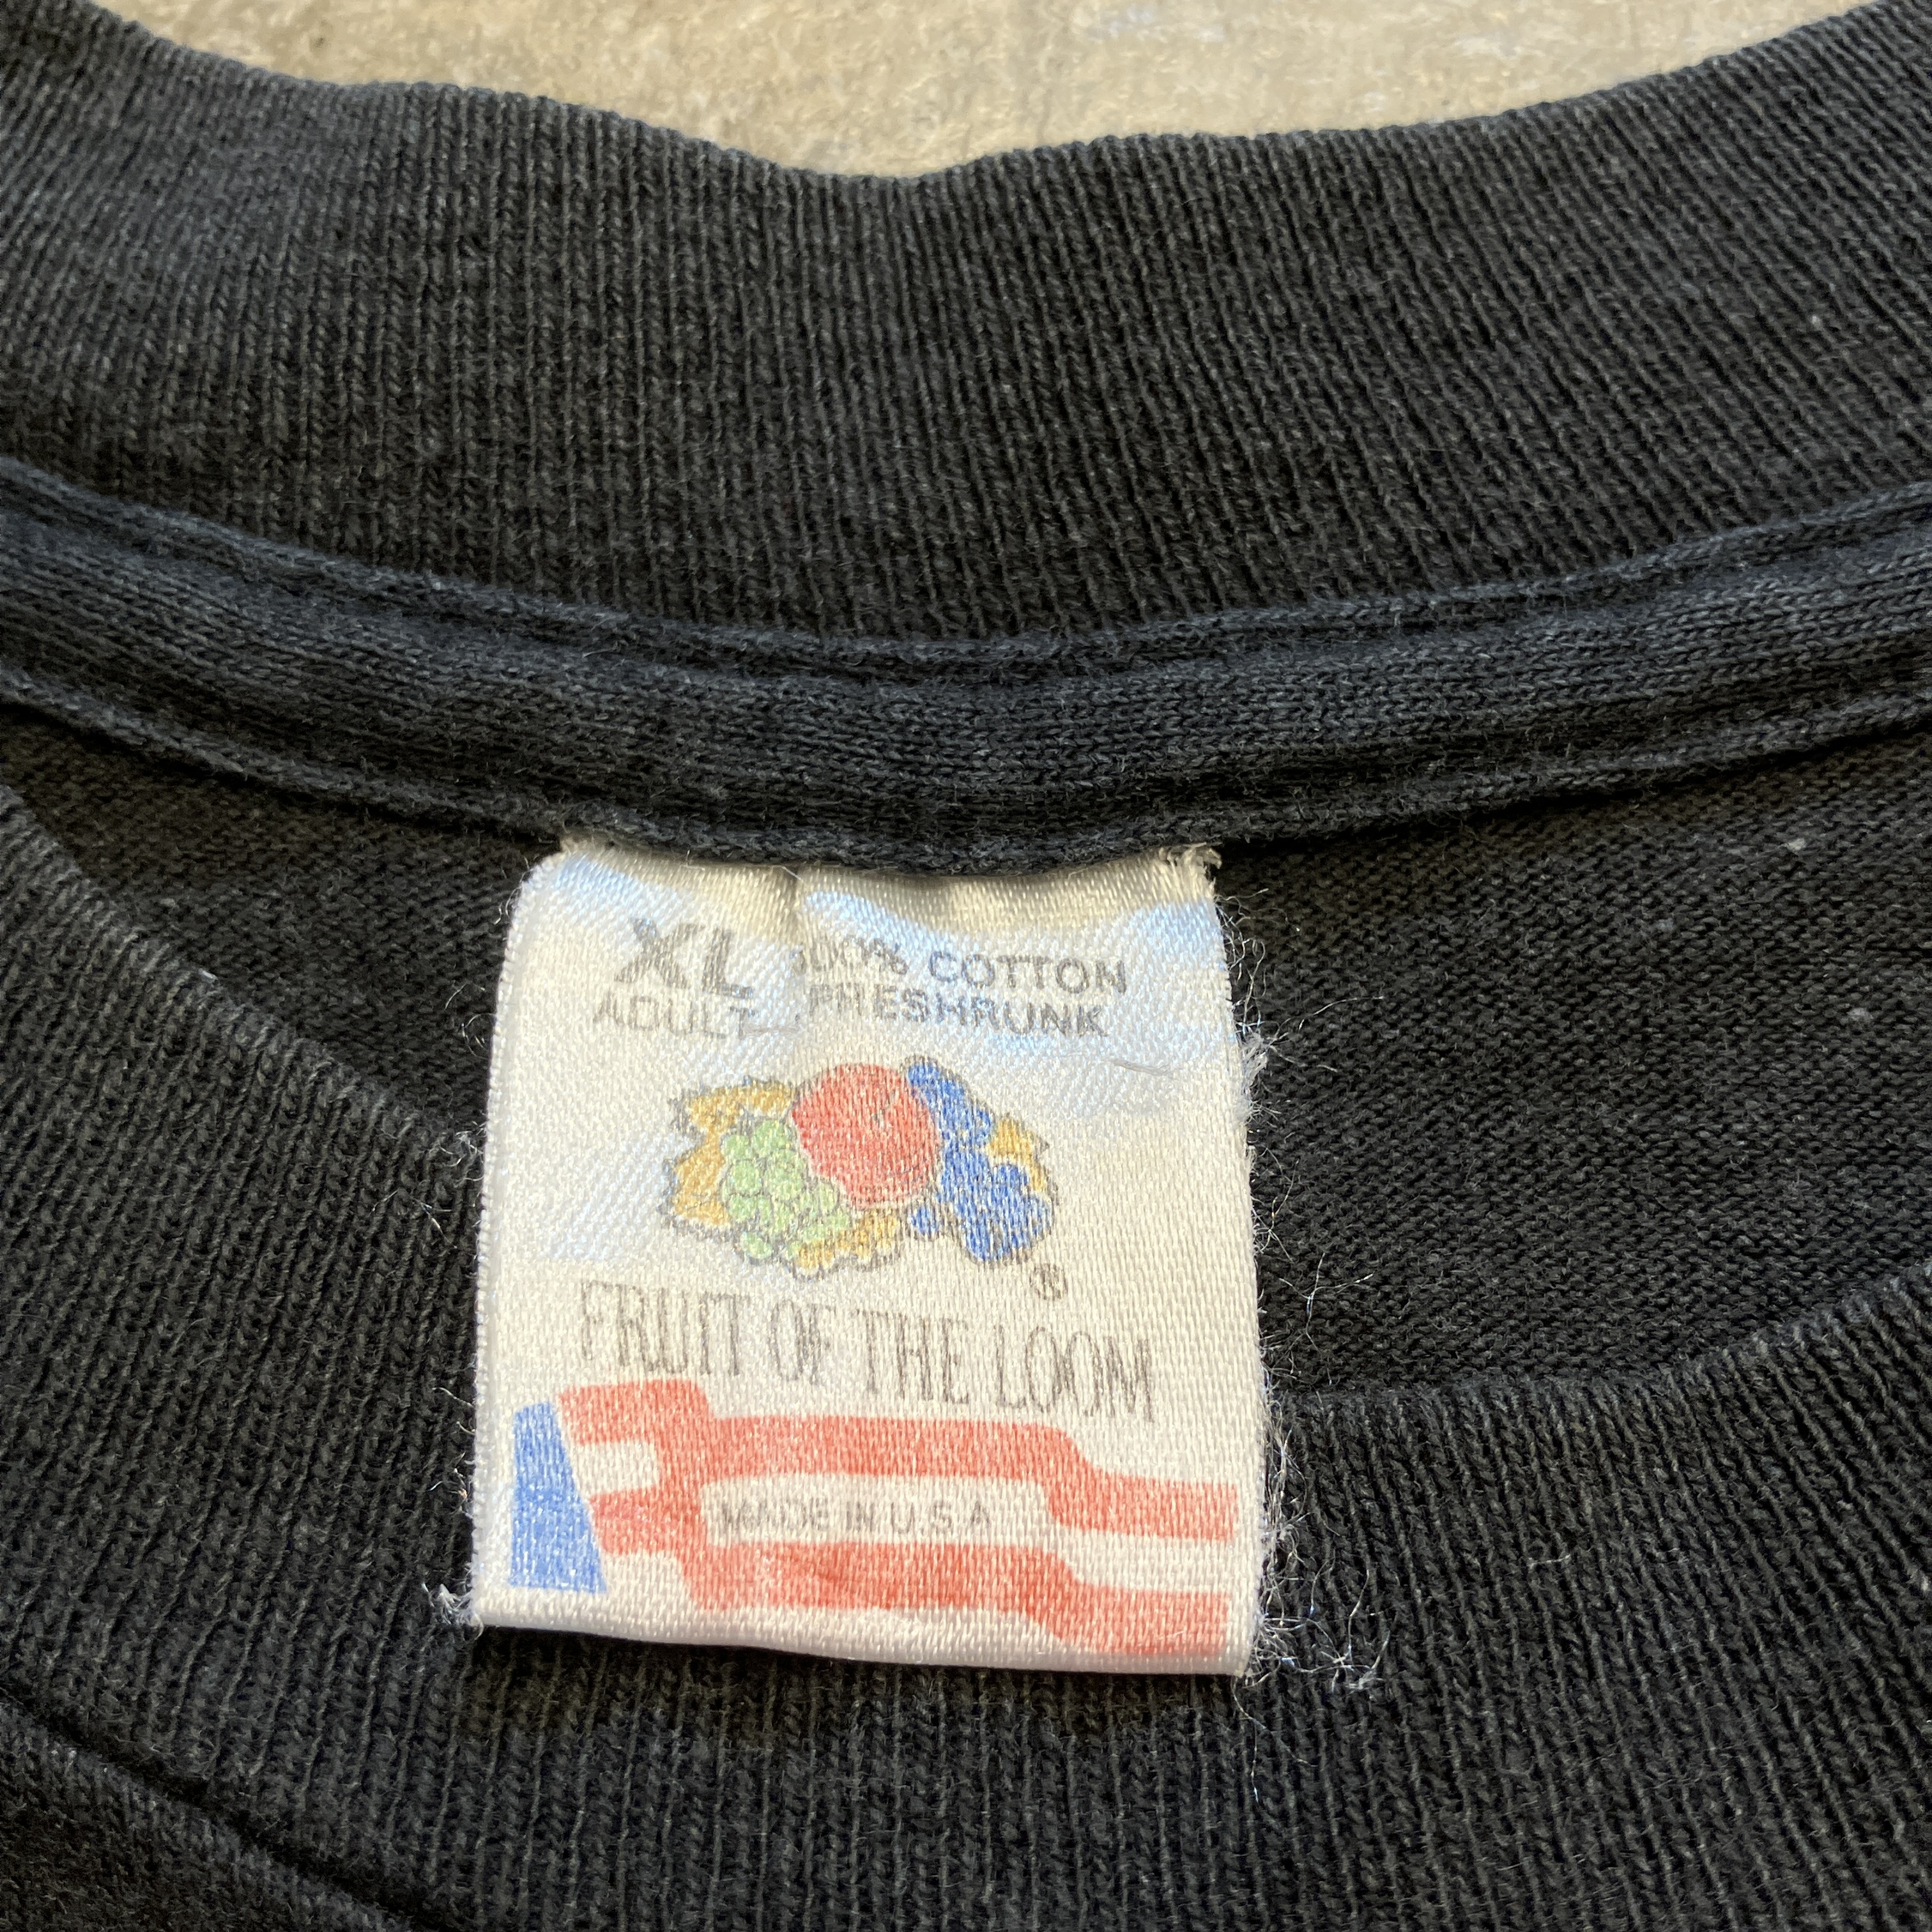 XL 100% COTTON
ADULT PRESHRUNK
®
FRUIT OF THE LOOM
MADE IN U.S.A